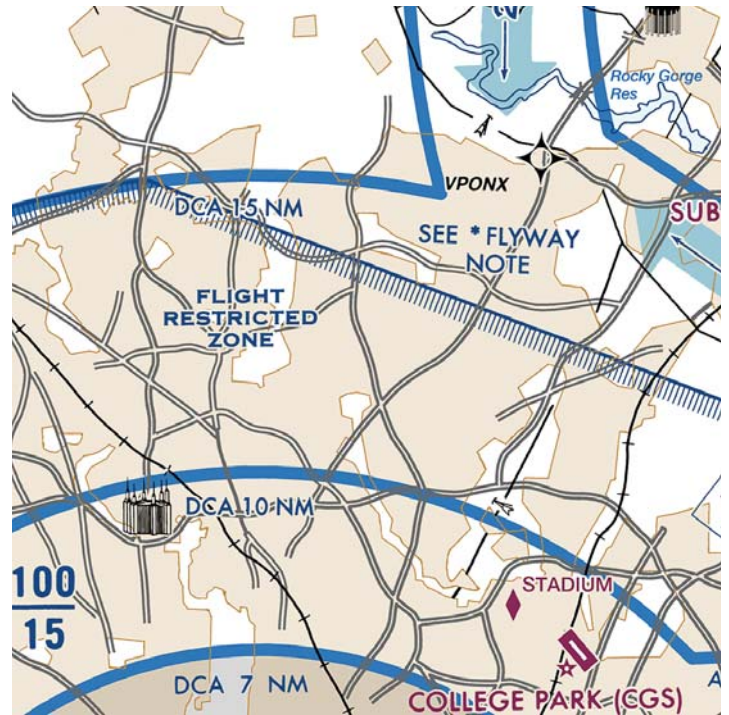 Rocky Gorge
Res
VPONX
DCA 15 NM
SUB
SEE * FLYWAY
NOTE
FLIGHT
RESTRICTED
ZONE
DCA 10 NM
100
15
STADIUM
DCA 7 NM
COLLEGE PARK (CGS)
A